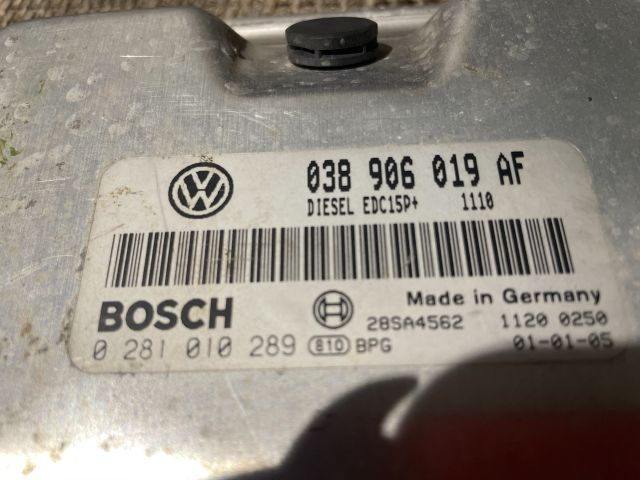 VW
038 906 019 AF
DIESEL EDC15P+ 1110
BOSCH
Made in Germany
28SA4562 1120 0250
0 281 010 289 810 BPG 01-01-05